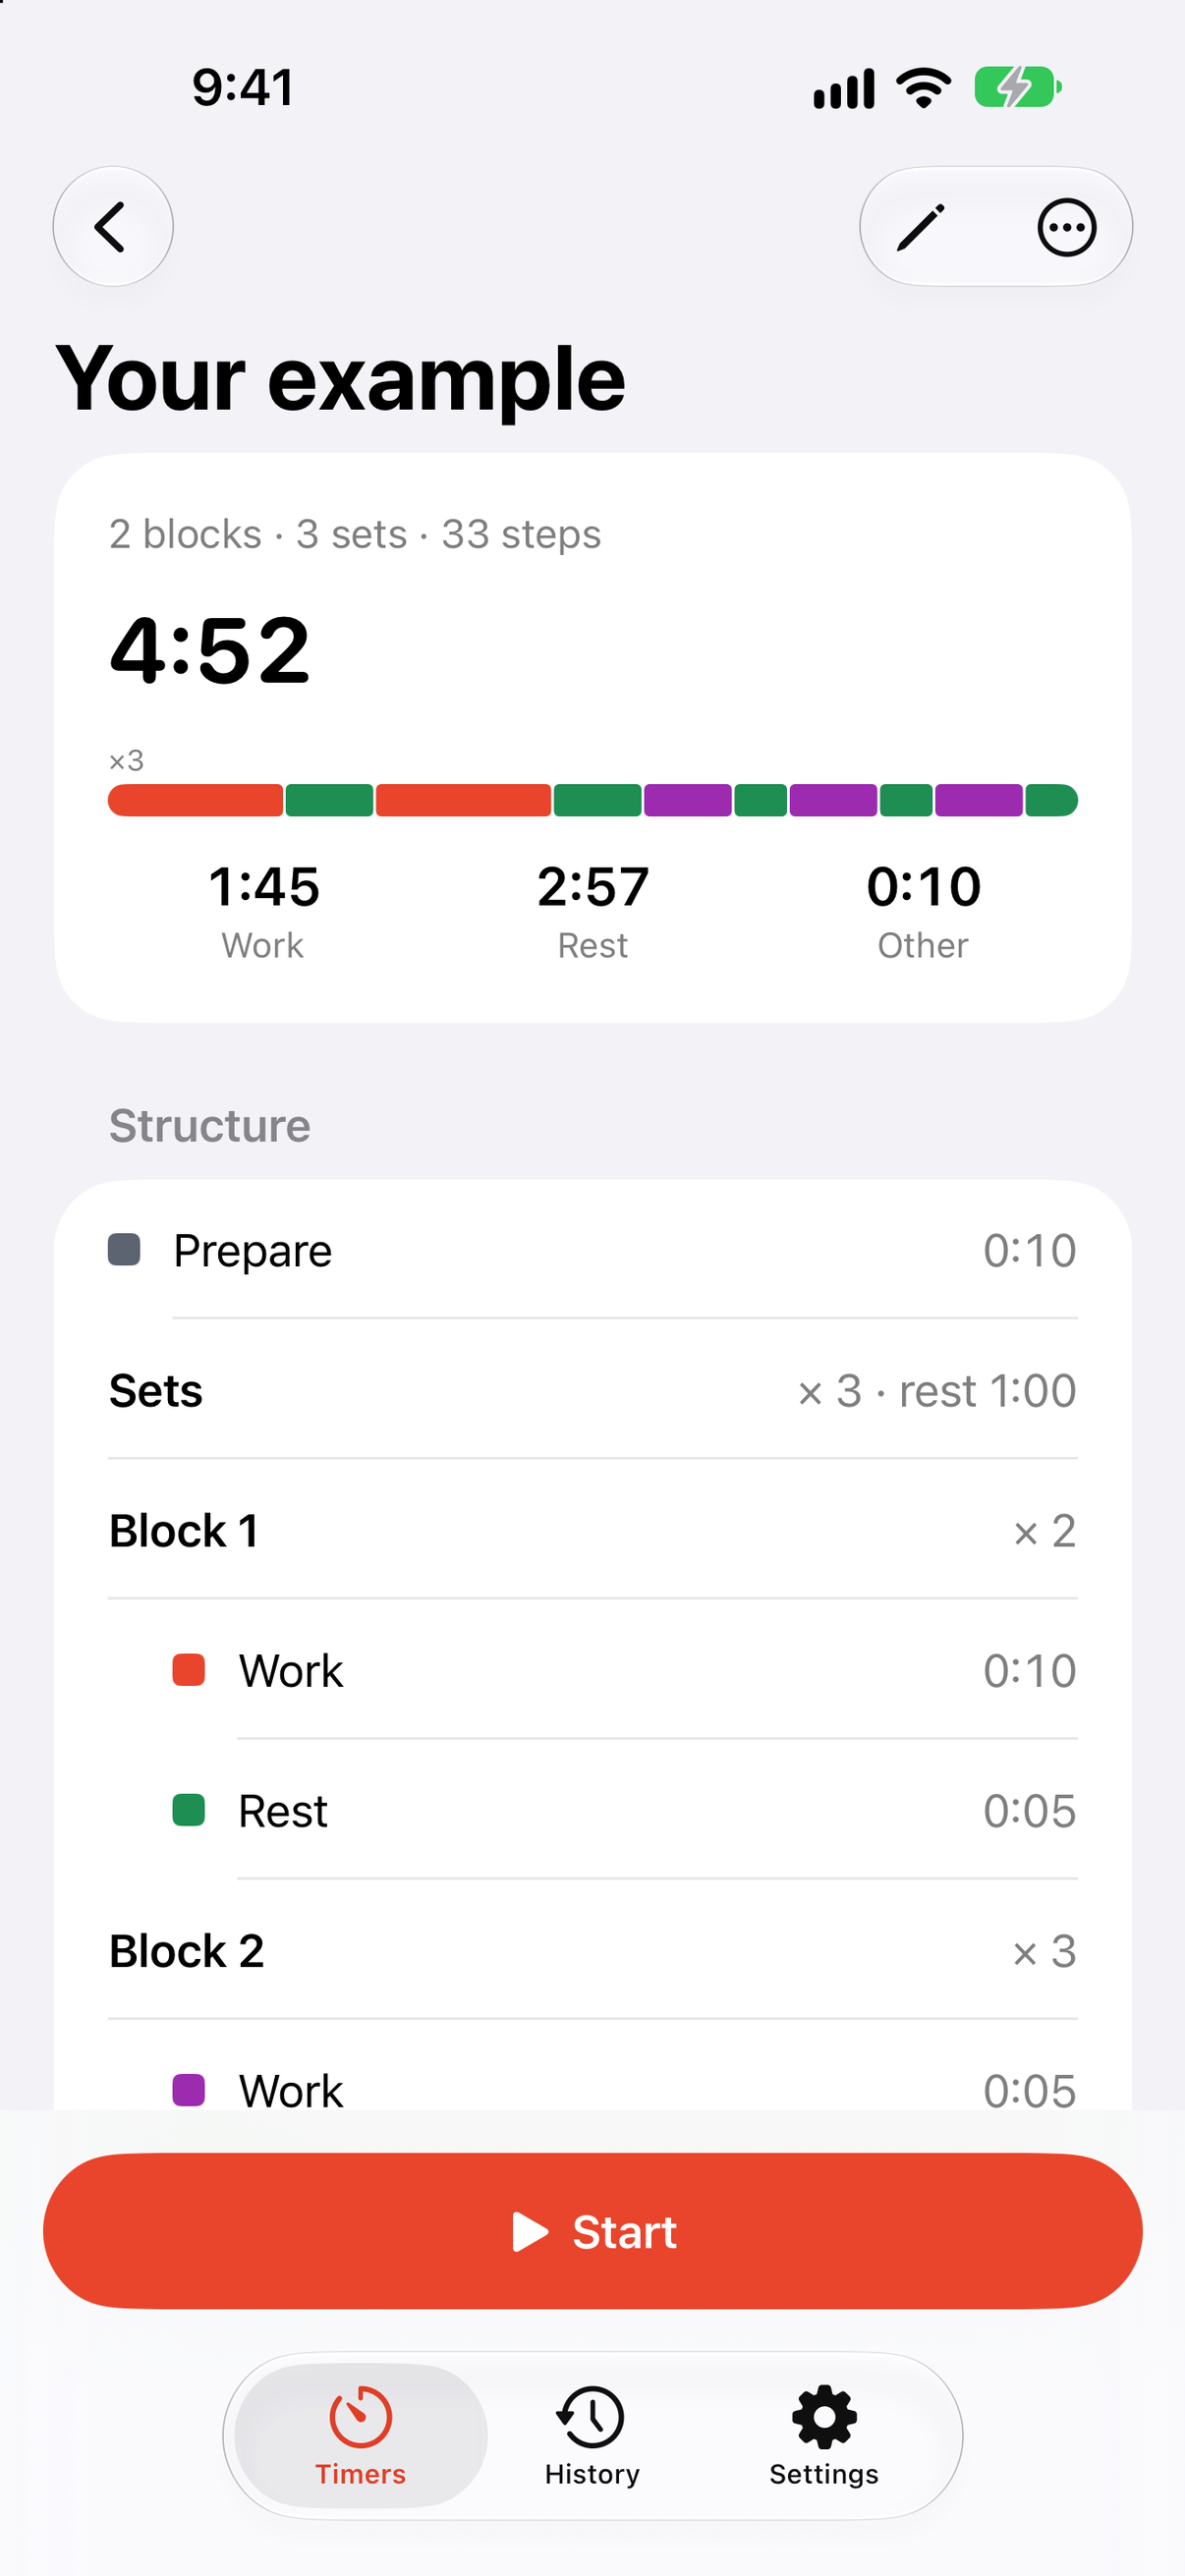 9:41
Your example
2 blocks · 3 sets · 33 steps
4:52
×3
1:45 2:57 0:10
Work Rest Other
Structure
Prepare 0:10
Sets × 3 · rest 1:00
Block 1 × 2
Work 0:10
Rest 0:05
Block 2 × 3
Work 0:05
Start
Timers History Settings